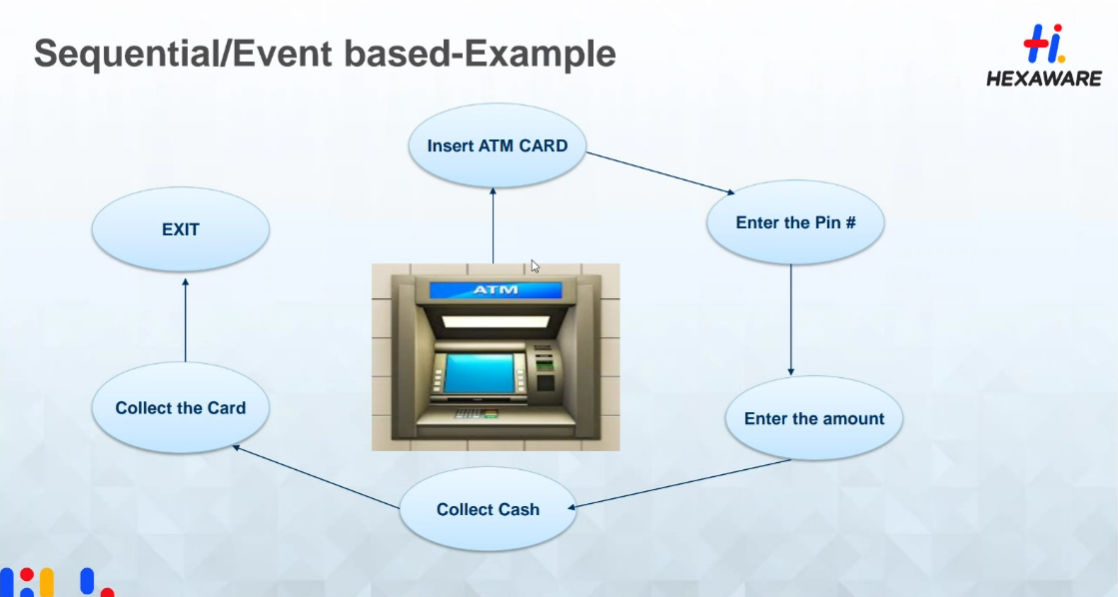 Sequential/Event based-Example
HEXAWARE
Insert ATM CARD
Enter the Pin #
EXIT
ATM
Collect the Card
Enter the amount
Collect Cash